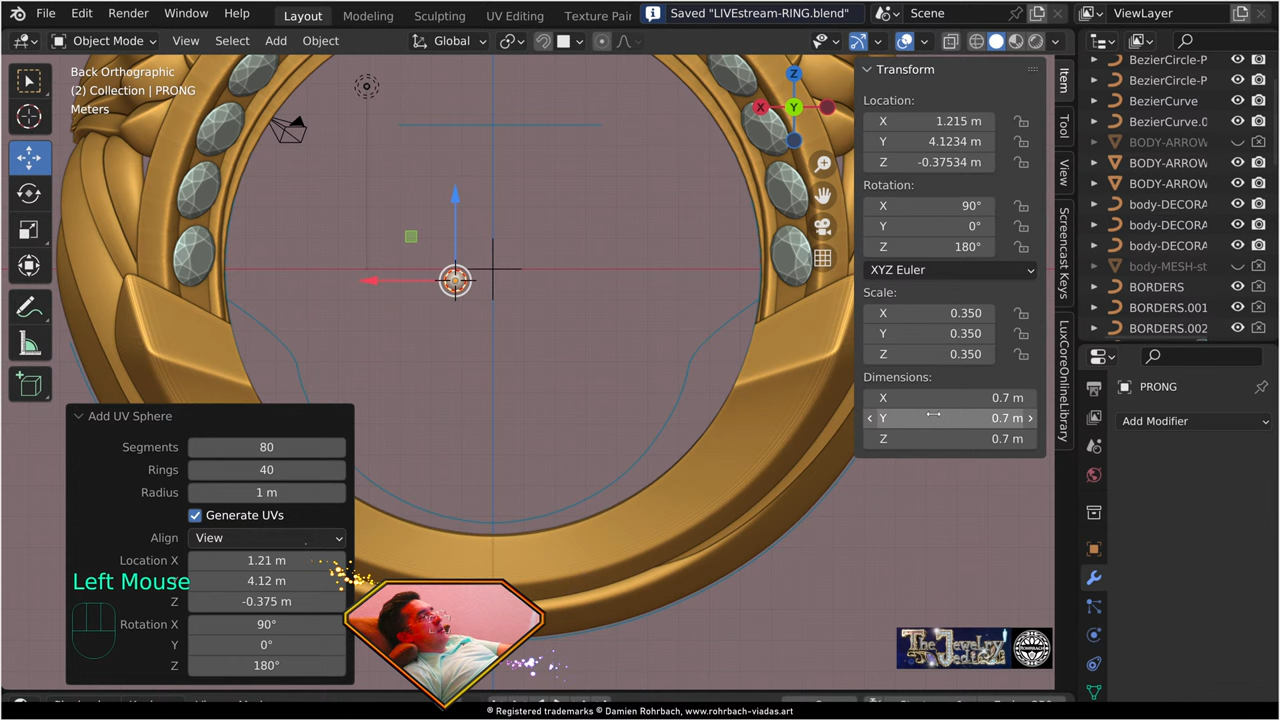 File Edit Render Window Help Layout Modeling Sculpting UV Editing Texture Pai Saved "LIVEstream-RING.blend" Scene ViewLayer
Object Mode View Select Add Object Global
Back Orthographic
(2) Collection | PRONG
Meters
Transform
Location:
X 1.215 m
Y 4.1234 m
Z -0.37534 m
Rotation:
X 90°
Y 0°
Z 180°
XYZ Euler
Scale:
X 0.350
Y 0.350
Z 0.350
Dimensions:
X 0.7 m
Y 0.7 m
Z 0.7 m
Z
X
Y
Item
Tool
View
Screencast Keys
LuxCoreOnlineLibrary
BezierCircle-P
BezierCircle-P
BezierCurve
BezierCurve.0
BODY-ARROW
BODY-ARROW
BODY-ARROW
body-DECORA
body-DECORA
body-DECORA
body-MESH-st
BORDERS
BORDERS.001
BORDERS.002
PRONG
Add Modifier
Add UV Sphere
Segments 80
Rings 40
Radius 1 m
Generate UVs
Align View
Location X 1.21 m
4.12 m
Z -0.375 m
Rotation X 90°
Y 0°
Z 180°
Left Mouse
The Jewelry Jedi
ROHRBACH
® Registered trademarks © Damien Rohrbach, www.rohrbach-viadas.art